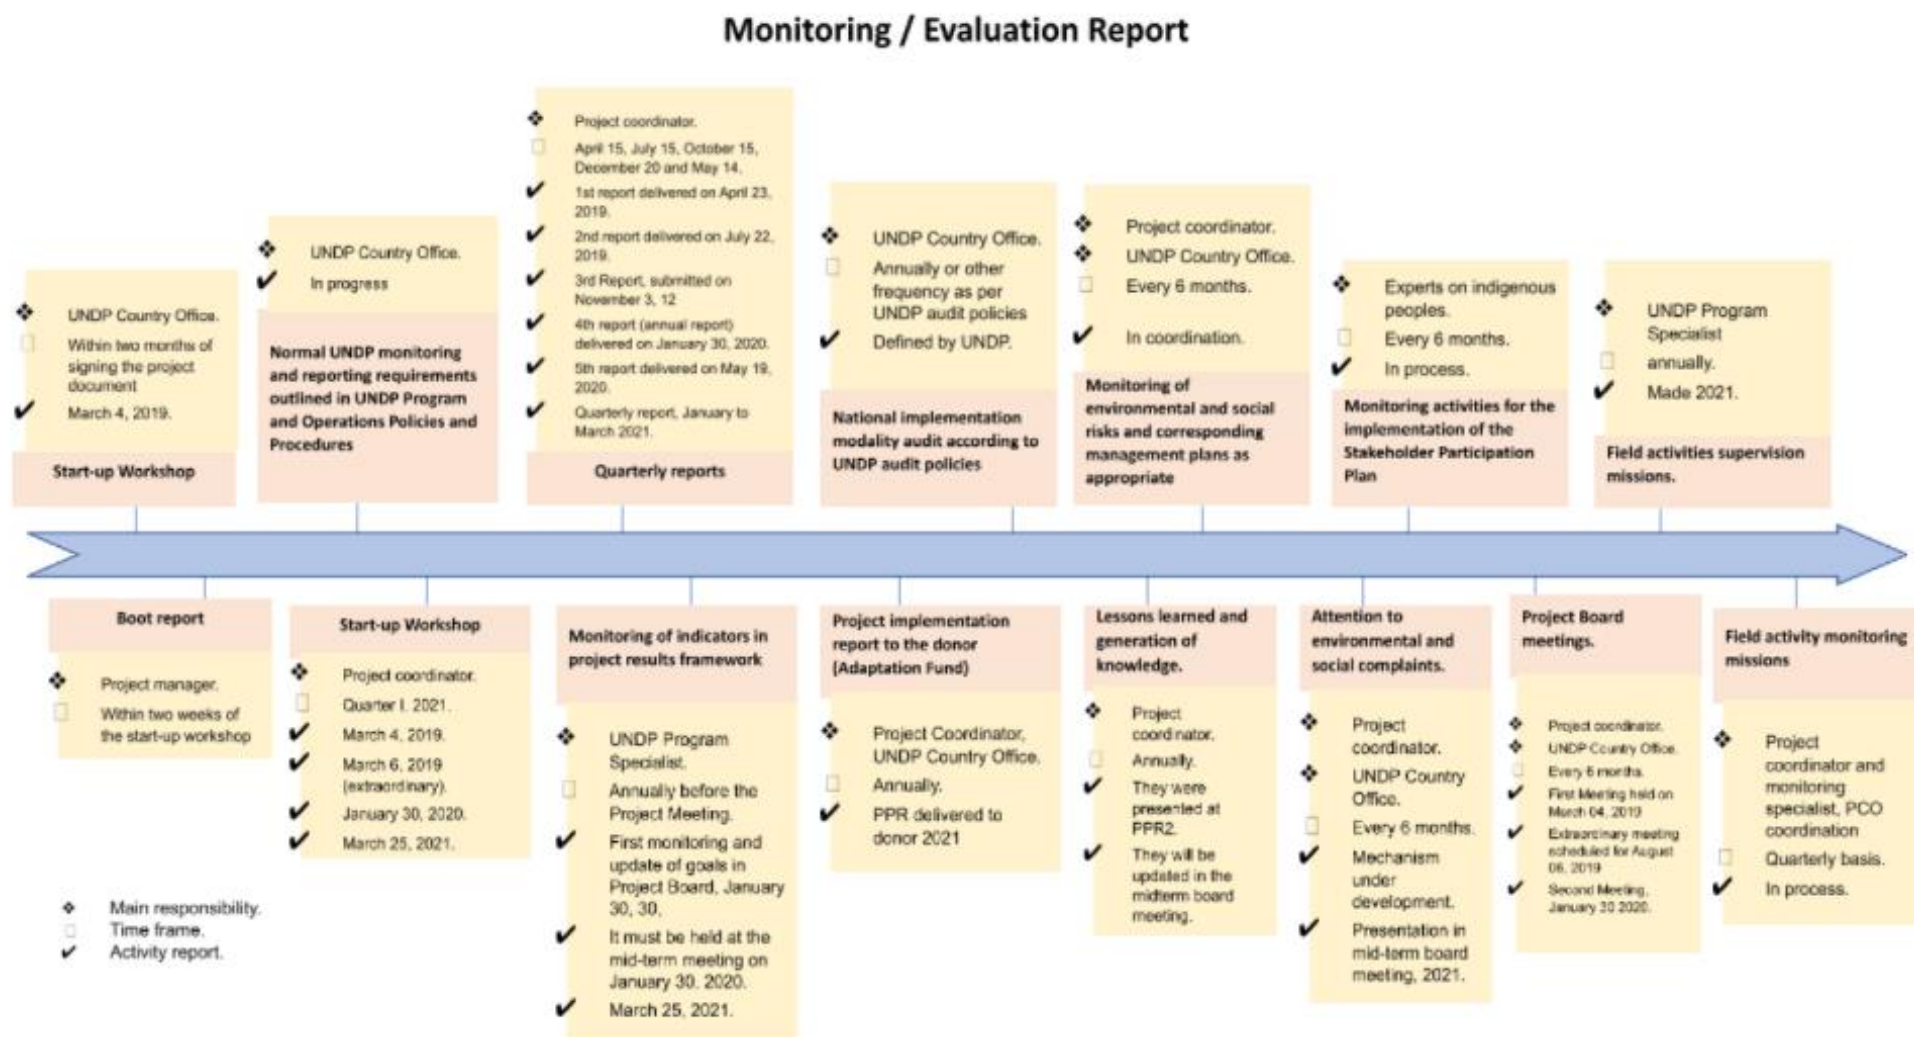 Monitoring / Evaluation Report
UNDP Country Office.
Within two months of
signing the project
document
March 4, 2019.
Start-up Workshop
UNDP Country Office.
In progress
Normal UNDP monitoring
and reporting requirements
outlined in UNDP Program
and Operations Policies and
Procedures
Project coordinator.
April 15, July 15, October 15,
December 20 and May 14.
1st report delivered on April 23,
2019.
2nd report delivered on July 22,
2019.
3rd Report, submitted on
November 3, 12
4th report (annual report)
delivered on January 30, 2020.
5th report delivered on May 19,
2020.
Quarterly report, January to
March 2021.
Quarterly reports
UNDP Country Office.
Annually or other
frequency as per
UNDP audit policies
Defined by UNDP.
National implementation
modality audit according to
UNDP audit policies
Project coordinator.
UNDP Country Office.
Every 6 months.
In coordination.
Monitoring of
environmental and social
risks and corresponding
management plans as
appropriate
Experts on indigenous
peoples.
Every 6 months.
In process.
Monitoring activities for the
implementation of the
Stakeholder Participation
Plan
UNDP Program
Specialist
annually.
Made 2021.
Field activities supervision
missions.
Boot report
Project manager.
Within two weeks of
the start-up workshop
Start-up Workshop
Project coordinator.
Quarter I. 2021.
March 4, 2019.
March 6, 2019
(extraordinary).
January 30, 2020.
March 25, 2021.
Monitoring of indicators in
project results framework
UNDP Program
Specialist.
Annually before the
Project Meeting.
First monitoring and
update of goals in
Project Board, January
30, 30,
It must be held at the
mid-term meeting on
January 30. 2020.
March 25, 2021.
Project implementation
report to the donor
(Adaptation Fund)
Project Coordinator,
UNDP Country Office.
Annually.
PPR delivered to
donor 2021
Lessons learned and
generation of
knowledge.
Project
coordinator.
Annually.
They were
presented at
PPR2.
They will be
updated in the
midterm board
meeting.
Attention to
environmental and
social complaints.
Project
coordinator.
UNDP Country
Office.
Every 6 months.
Mechanism
under
development.
Presentation in
mid-term board
meeting, 2021.
Project Board
meetings.
Project coordinator.
UNDP Country Office.
Every 6 months.
First Meeting held on
March 04, 2019
Extraordinary meeting
scheduled for August
06, 2019
Second Meeting,
January 30 2020.
Field activity monitoring
missions
Project
coordinator and
monitoring
specialist, PCO
coordination
Quarterly basis.
In process.
Main responsibility.
Time frame.
Activity report.